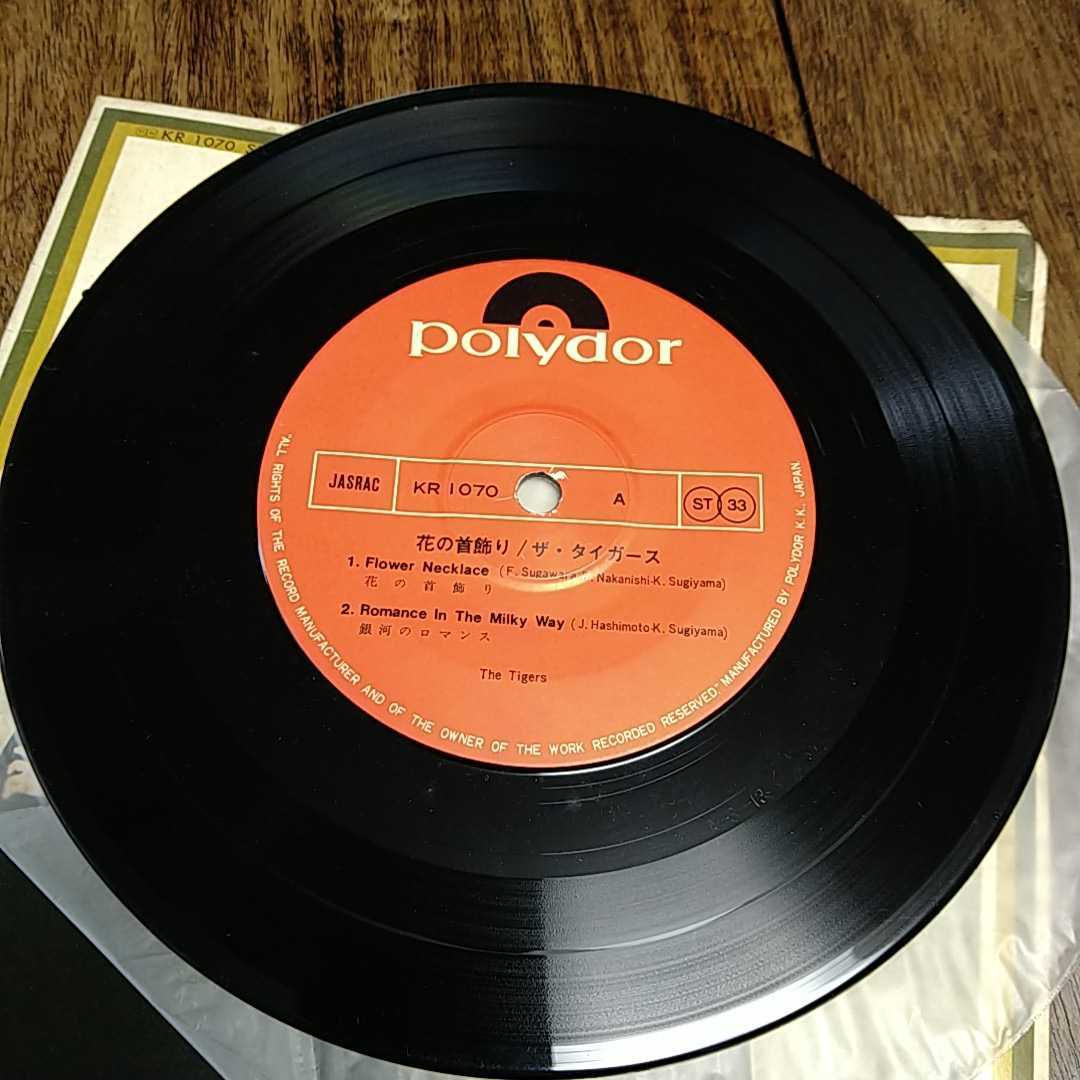 KR 1070
polydor
JASRAC KR 1070 A ST 33
花の首飾り / ザ・タイガース
1. Flower Necklace (F. Sugawara Nakanishi-K. Sugiyama)
花の首飾り
2. Romance In The Milky Way (J. Hashimoto-K. Sugiyama)
銀河のロマンス
The Tigers
"ALL RIGHTS OF THE RECORD MANUFACTURER AND OF THE OWNER OF THE WORK RECORDED RESERVED." MANUFACTURED BY POLYDOR K.K., JAPAN.